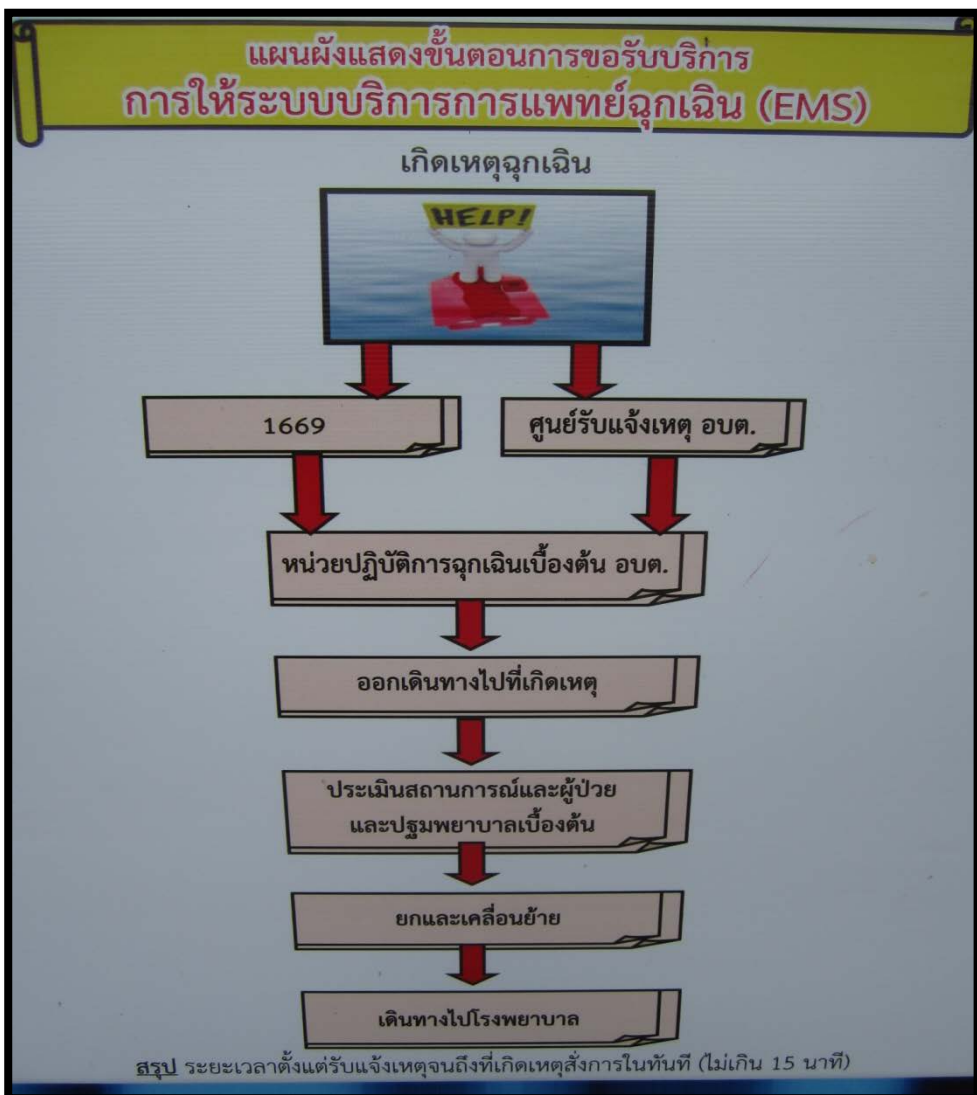 แผนผังแสดงขั้นตอนการขอรับบริการ
การให้ระบบบริการการแพทย์ฉุกเฉิน (EMS)
เกิดเหตุฉุกเฉิน
HELP!
1669
ศูนย์รับแจ้งเหตุ อบต.
หน่วยปฏิบัติการฉุกเฉินเบื้องต้น อบต.
ออกเดินทางไปที่เกิดเหตุ
ประเมินสถานการณ์และผู้ป่วย
และปฐมพยาบาลเบื้องต้น
ยกและเคลื่อนย้าย
เดินทางไปโรงพยาบาล
สรุป ระยะเวลาตั้งแต่รับแจ้งเหตุจนถึงที่เกิดเหตุสั่งการในทันที (ไม่เกิน 15 นาที)